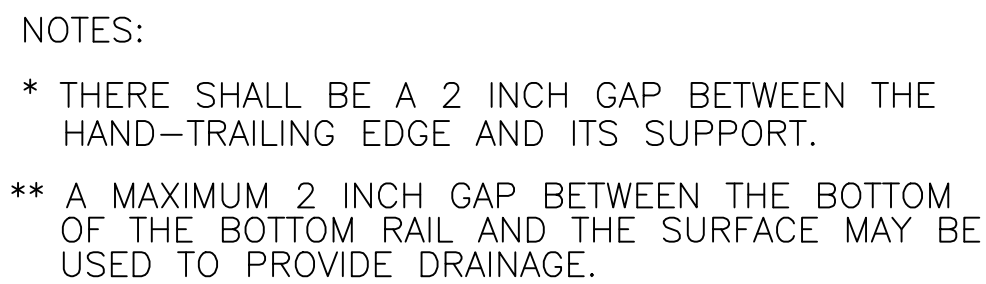 NOTES:
* THERE SHALL BE A 2 INCH GAP BETWEEN THE
HAND-TRAILING EDGE AND ITS SUPPORT.
** A MAXIMUM 2 INCH GAP BETWEEN THE BOTTOM
OF THE BOTTOM RAIL AND THE SURFACE MAY BE
USED TO PROVIDE DRAINAGE.